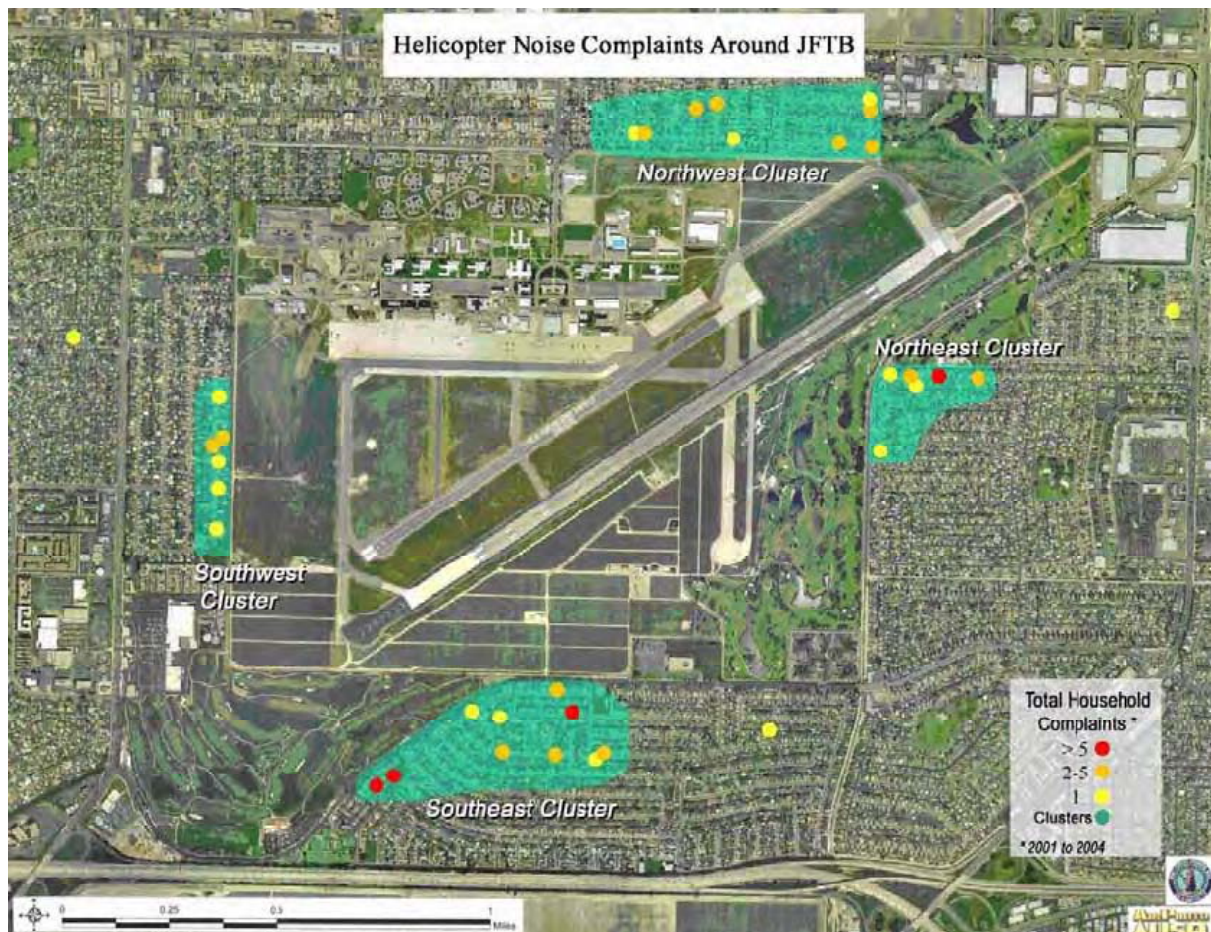 Helicopter Noise Complaints Around JFTB
Northwest Cluster
Northeast Cluster
Southwest
Cluster
Southeast Cluster
Total Household
Complaints *
> 5
2-5
1
Clusters
* 2001 to 2004
0
0.25
0.5
1
Miles